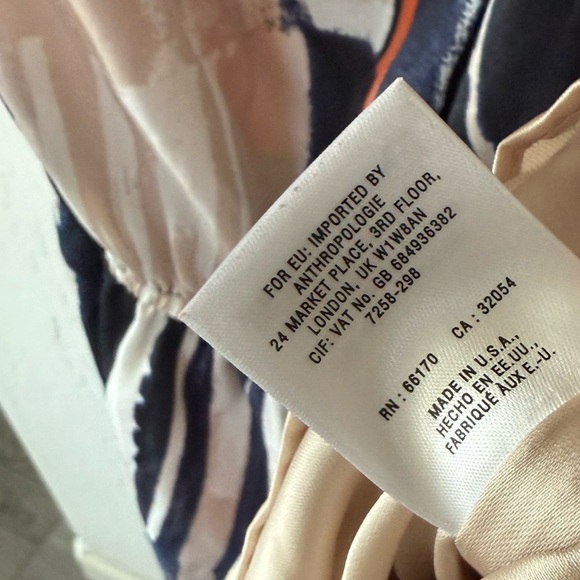 FOR EU: IMPORTED BY
ANTHROPOLOGIE
24 MARKET PLACE, 3RD FLOOR,
LONDON, UK W1W8AN
CIF: VAT No. GB 684936382
7258-298
RN : 66170 CA : 32054
MADE IN U.S.A.,
HECHO EN EE.UU.,
FABRIQUÉ AUX E.-U.